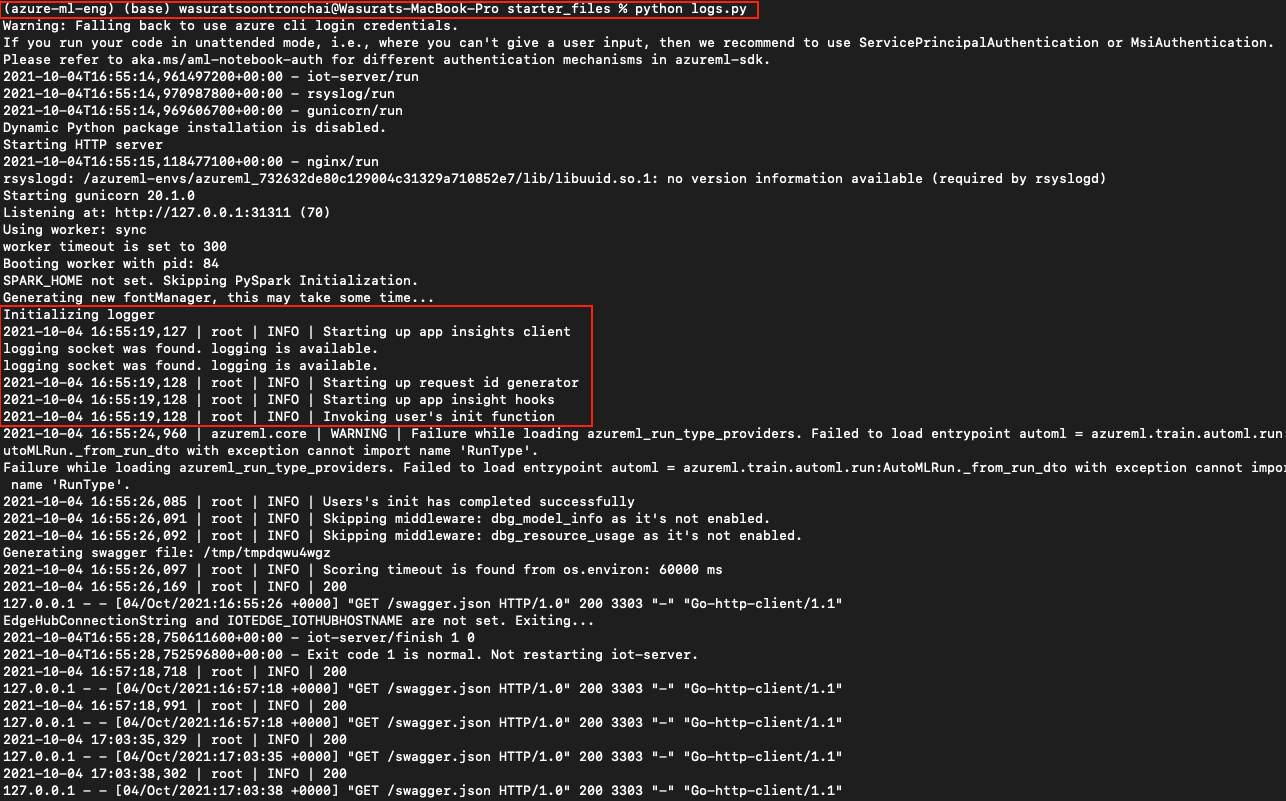 (azure-ml-eng) (base) wasuratsoontronchai@Wasurats-MacBook-Pro starter_files % python logs.py
Warning: Falling back to use azure cli login credentials.
If you run your code in unattended mode, i.e., where you can't give a user input, then we recommend to use ServicePrincipalAuthentication or MsiAuthentication.
Please refer to aka.ms/aml-notebook-auth for different authentication mechanisms in azureml-sdk.
2021-10-04T16:55:14,961497200+00:00 - iot-server/run
2021-10-04T16:55:14,970987800+00:00 - rsyslog/run
2021-10-04T16:55:14,969606700+00:00 - gunicorn/run
Dynamic Python package installation is disabled.
Starting HTTP server
2021-10-04T16:55:15,118477100+00:00 - nginx/run
rsyslogd: /azureml-envs/azureml_732632de80c129004c31329a710852e7/lib/libuuid.so.1: no version information available (required by rsyslogd)
Starting gunicorn 20.1.0
Listening at: http://127.0.0.1:31311 (70)
Using worker: sync
worker timeout is set to 300
Booting worker with pid: 84
SPARK_HOME not set. Skipping PySpark Initialization.
Generating new fontManager, this may take some time...
Initializing logger
2021-10-04 16:55:19,127 | root | INFO | Starting up app insights client
logging socket was found. logging is available.
logging socket was found. logging is available.
2021-10-04 16:55:19,128 | root | INFO | Starting up request id generator
2021-10-04 16:55:19,128 | root | INFO | Starting up app insight hooks
2021-10-04 16:55:19,128 | root | INFO | Invoking user's init function
2021-10-04 16:55:24,960 | azureml.core | WARNING | Failure while loading azureml_run_type_providers. Failed to load entrypoint automl = azureml.train.automl.run:
utoMLRun._from_run_dto with exception cannot import name 'RunType'.
Failure while loading azureml_run_type_providers. Failed to load entrypoint automl = azureml.train.automl.run:AutoMLRun._from_run_dto with exception cannot impor
name 'RunType'.
2021-10-04 16:55:26,085 | root | INFO | Users's init has completed successfully
2021-10-04 16:55:26,091 | root | INFO | Skipping middleware: dbg_model_info as it's not enabled.
2021-10-04 16:55:26,092 | root | INFO | Skipping middleware: dbg_resource_usage as it's not enabled.
Generating swagger file: /tmp/tmpdqwu4wgz
2021-10-04 16:55:26,097 | root | INFO | Scoring timeout is found from os.environ: 60000 ms
2021-10-04 16:55:26,169 | root | INFO | 200
127.0.0.1 - - [04/Oct/2021:16:55:26 +0000] "GET /swagger.json HTTP/1.0" 200 3303 "-" "Go-http-client/1.1"
EdgeHubConnectionString and IOTEDGE_IOTHUBHOSTNAME are not set. Exiting...
2021-10-04T16:55:28,750611600+00:00 - iot-server/finish 1 0
2021-10-04T16:55:28,752596800+00:00 - Exit code 1 is normal. Not restarting iot-server.
2021-10-04 16:57:18,718 | root | INFO | 200
127.0.0.1 - - [04/Oct/2021:16:57:18 +0000] "GET /swagger.json HTTP/1.0" 200 3303 "-" "Go-http-client/1.1"
2021-10-04 16:57:18,991 | root | INFO | 200
127.0.0.1 - - [04/Oct/2021:16:57:18 +0000] "GET /swagger.json HTTP/1.0" 200 3303 "-" "Go-http-client/1.1"
2021-10-04 17:03:35,329 | root | INFO | 200
127.0.0.1 - - [04/Oct/2021:17:03:35 +0000] "GET /swagger.json HTTP/1.0" 200 3303 "-" "Go-http-client/1.1"
2021-10-04 17:03:38,302 | root | INFO | 200
127.0.0.1 - - [04/Oct/2021:17:03:38 +0000] "GET /swagger.json HTTP/1.0" 200 3303 "-" "Go-http-client/1.1"